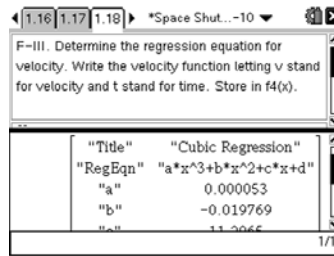 1.16 1.17 1.18 *Space Shut...-10
F-III. Determine the regression equation for
velocity. Write the velocity function letting v stand
for velocity and t stand for time. Store in f4(x).
"Title" "Cubic Regression"
"RegEqn" "a*x^3+b*x^2+c*x+d"
"a" 0.000053
"b" -0.019769
1/1